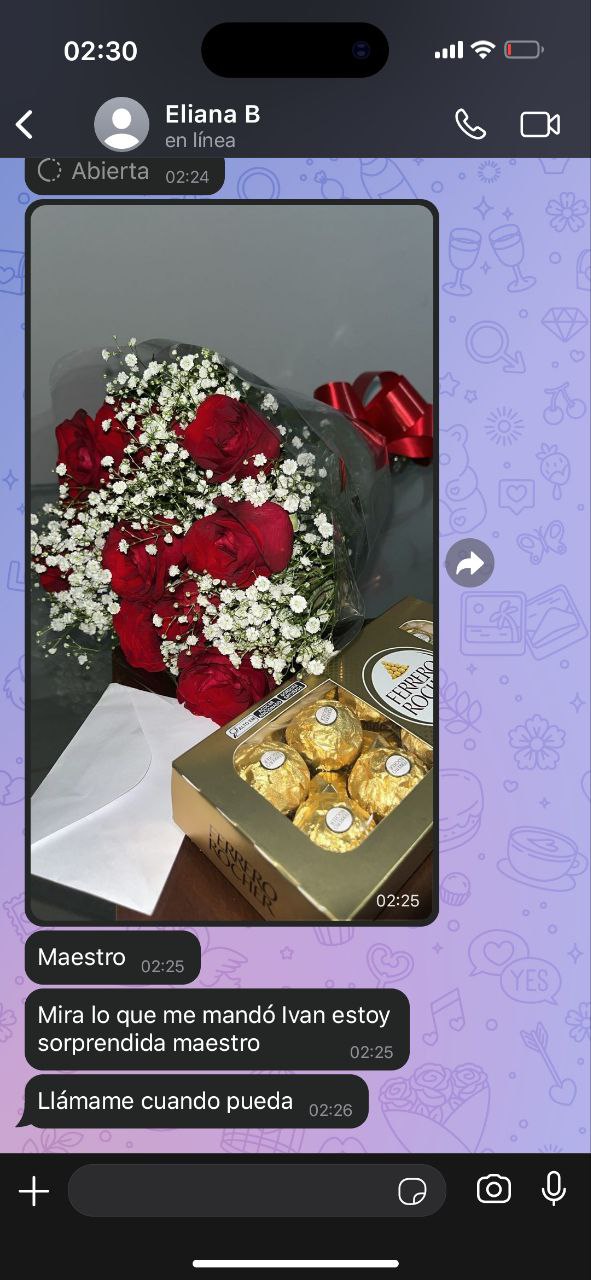 02:30
Eliana B
en línea
Abierta 02:24
FERRERO
ROCHER
FERRERO
ROCHER
02:25
Maestro 02:25
Mira lo que me mandó Ivan estoy
sorprendida maestro 02:25
YES
Llámame cuando pueda 02:26